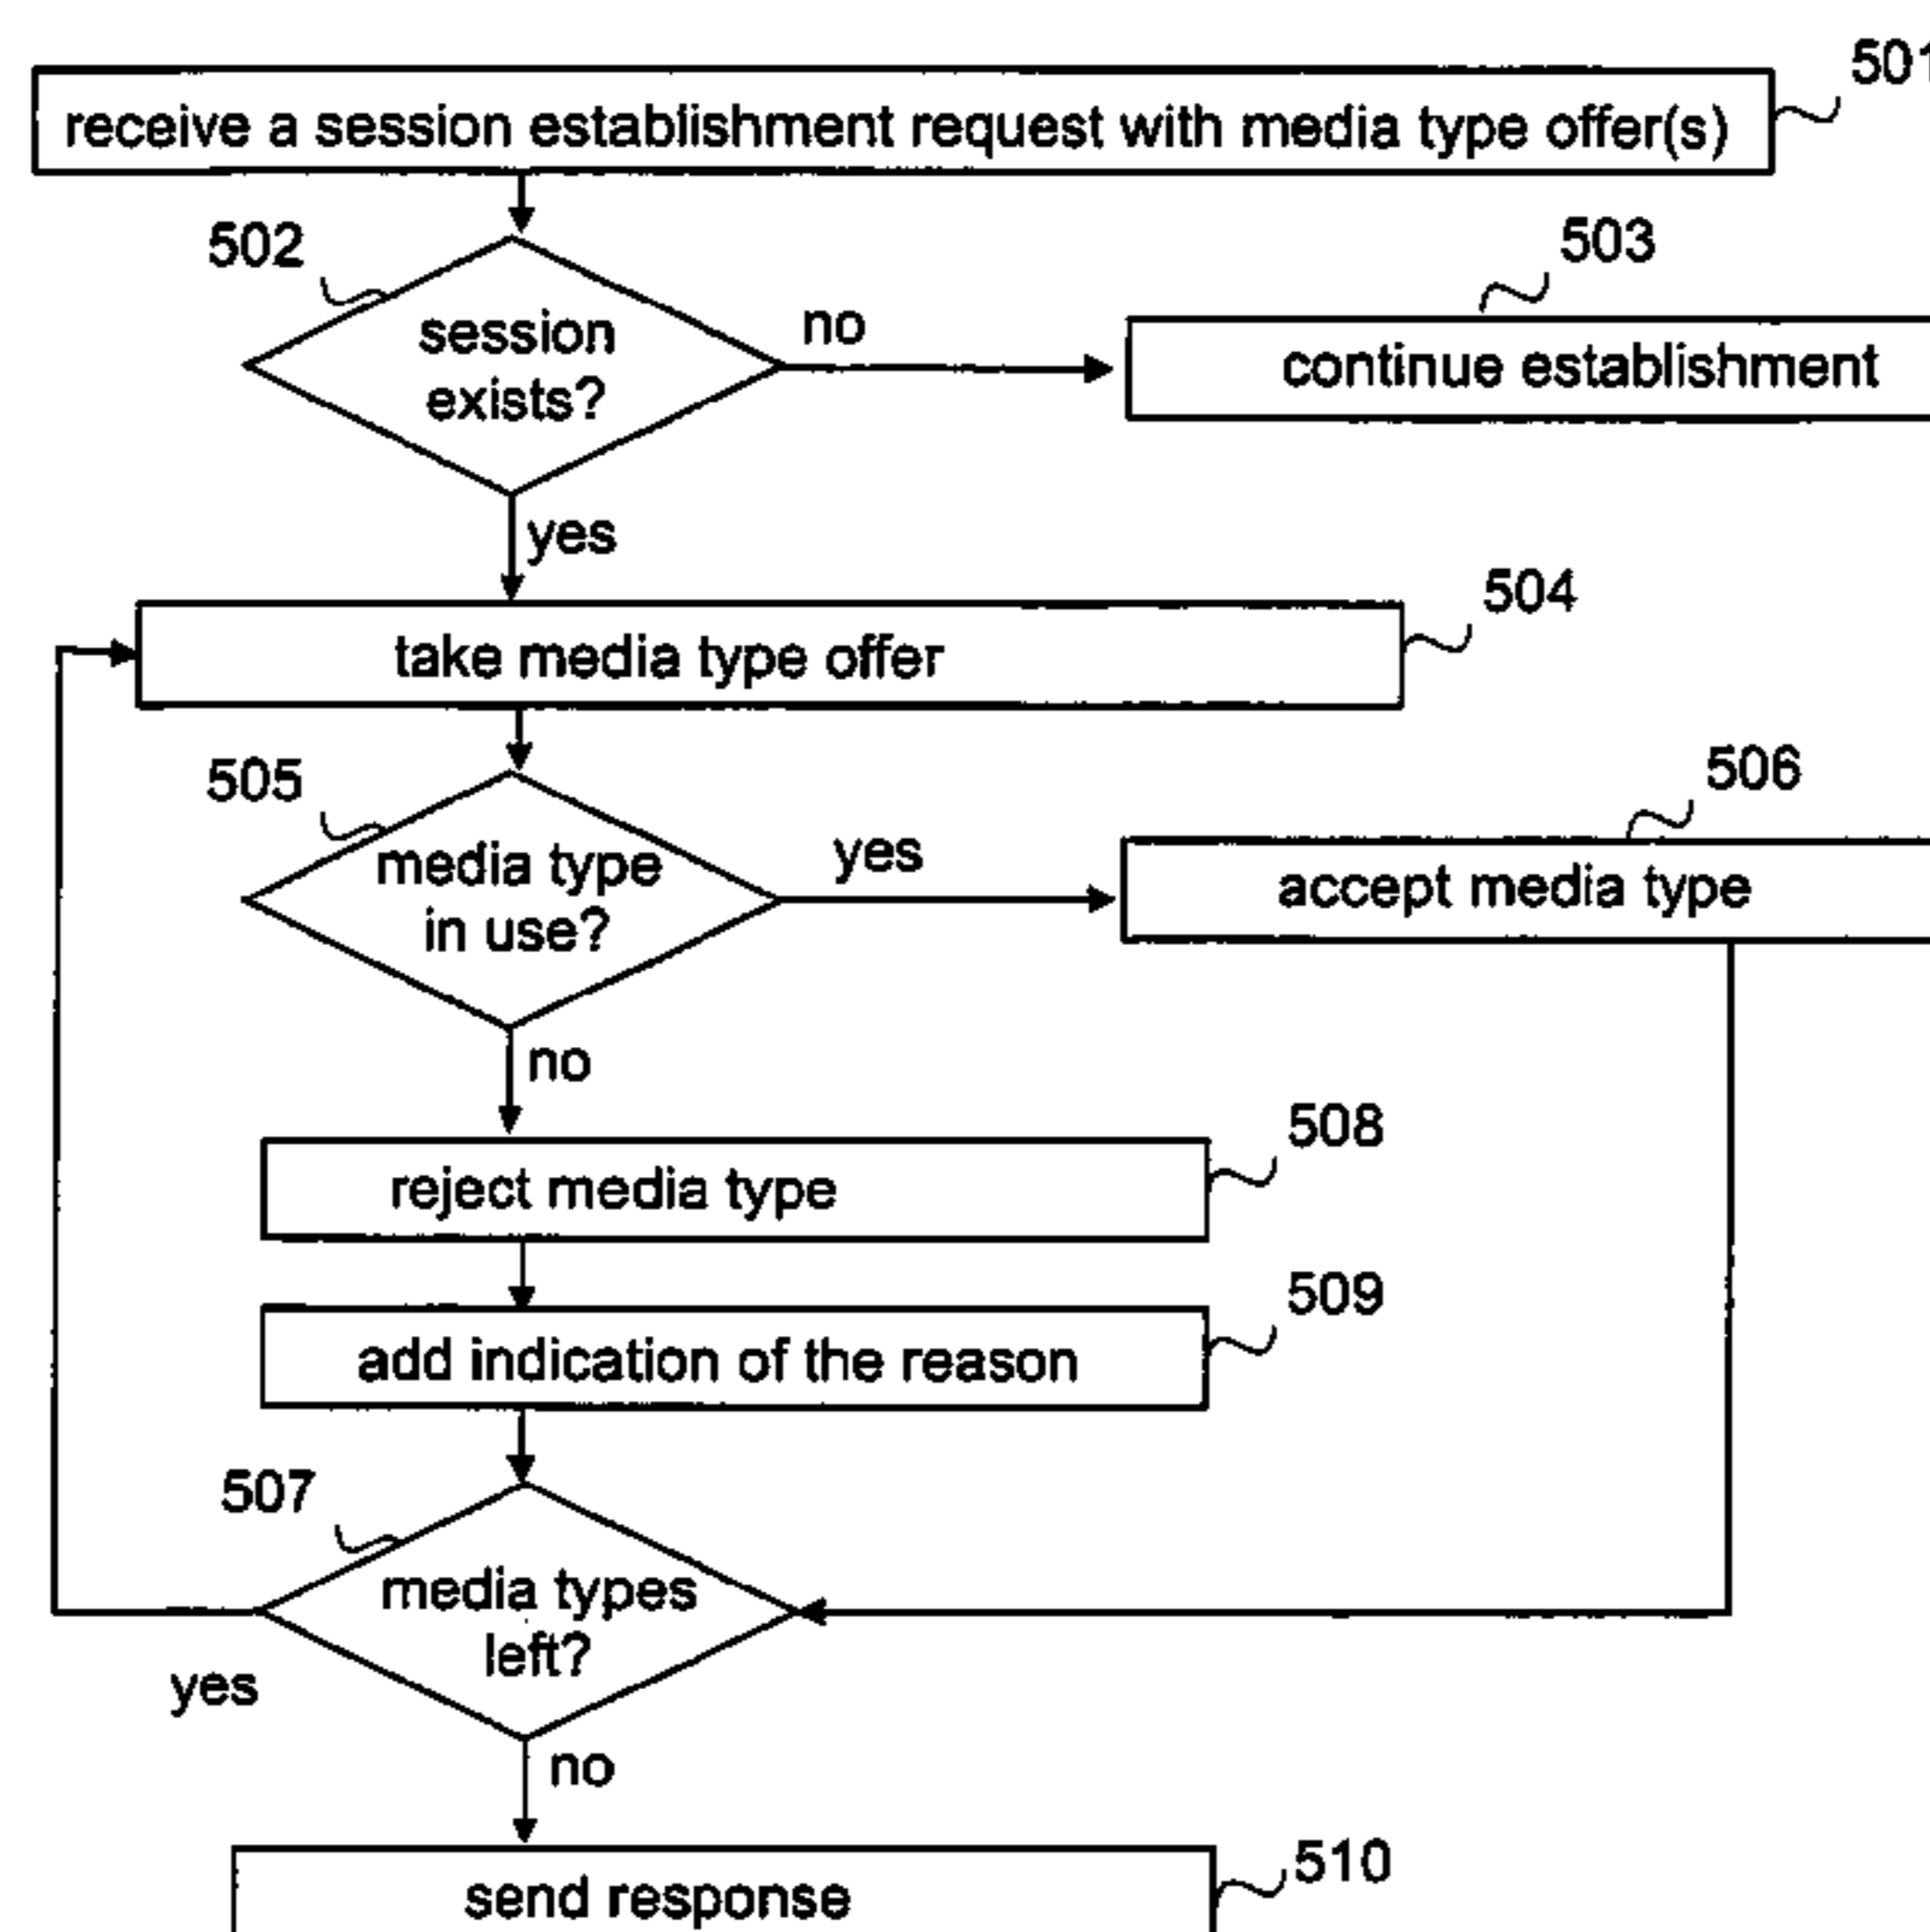 501
receive a session establishment request with media type offer(s)
502
session
exists?
no
503
continue establishment
yes
504
take media type offer
505
media type
in use?
yes
506
accept media type
no
508
reject media type
509
add indication of the reason
507
media types
left?
yes
no
510
send response